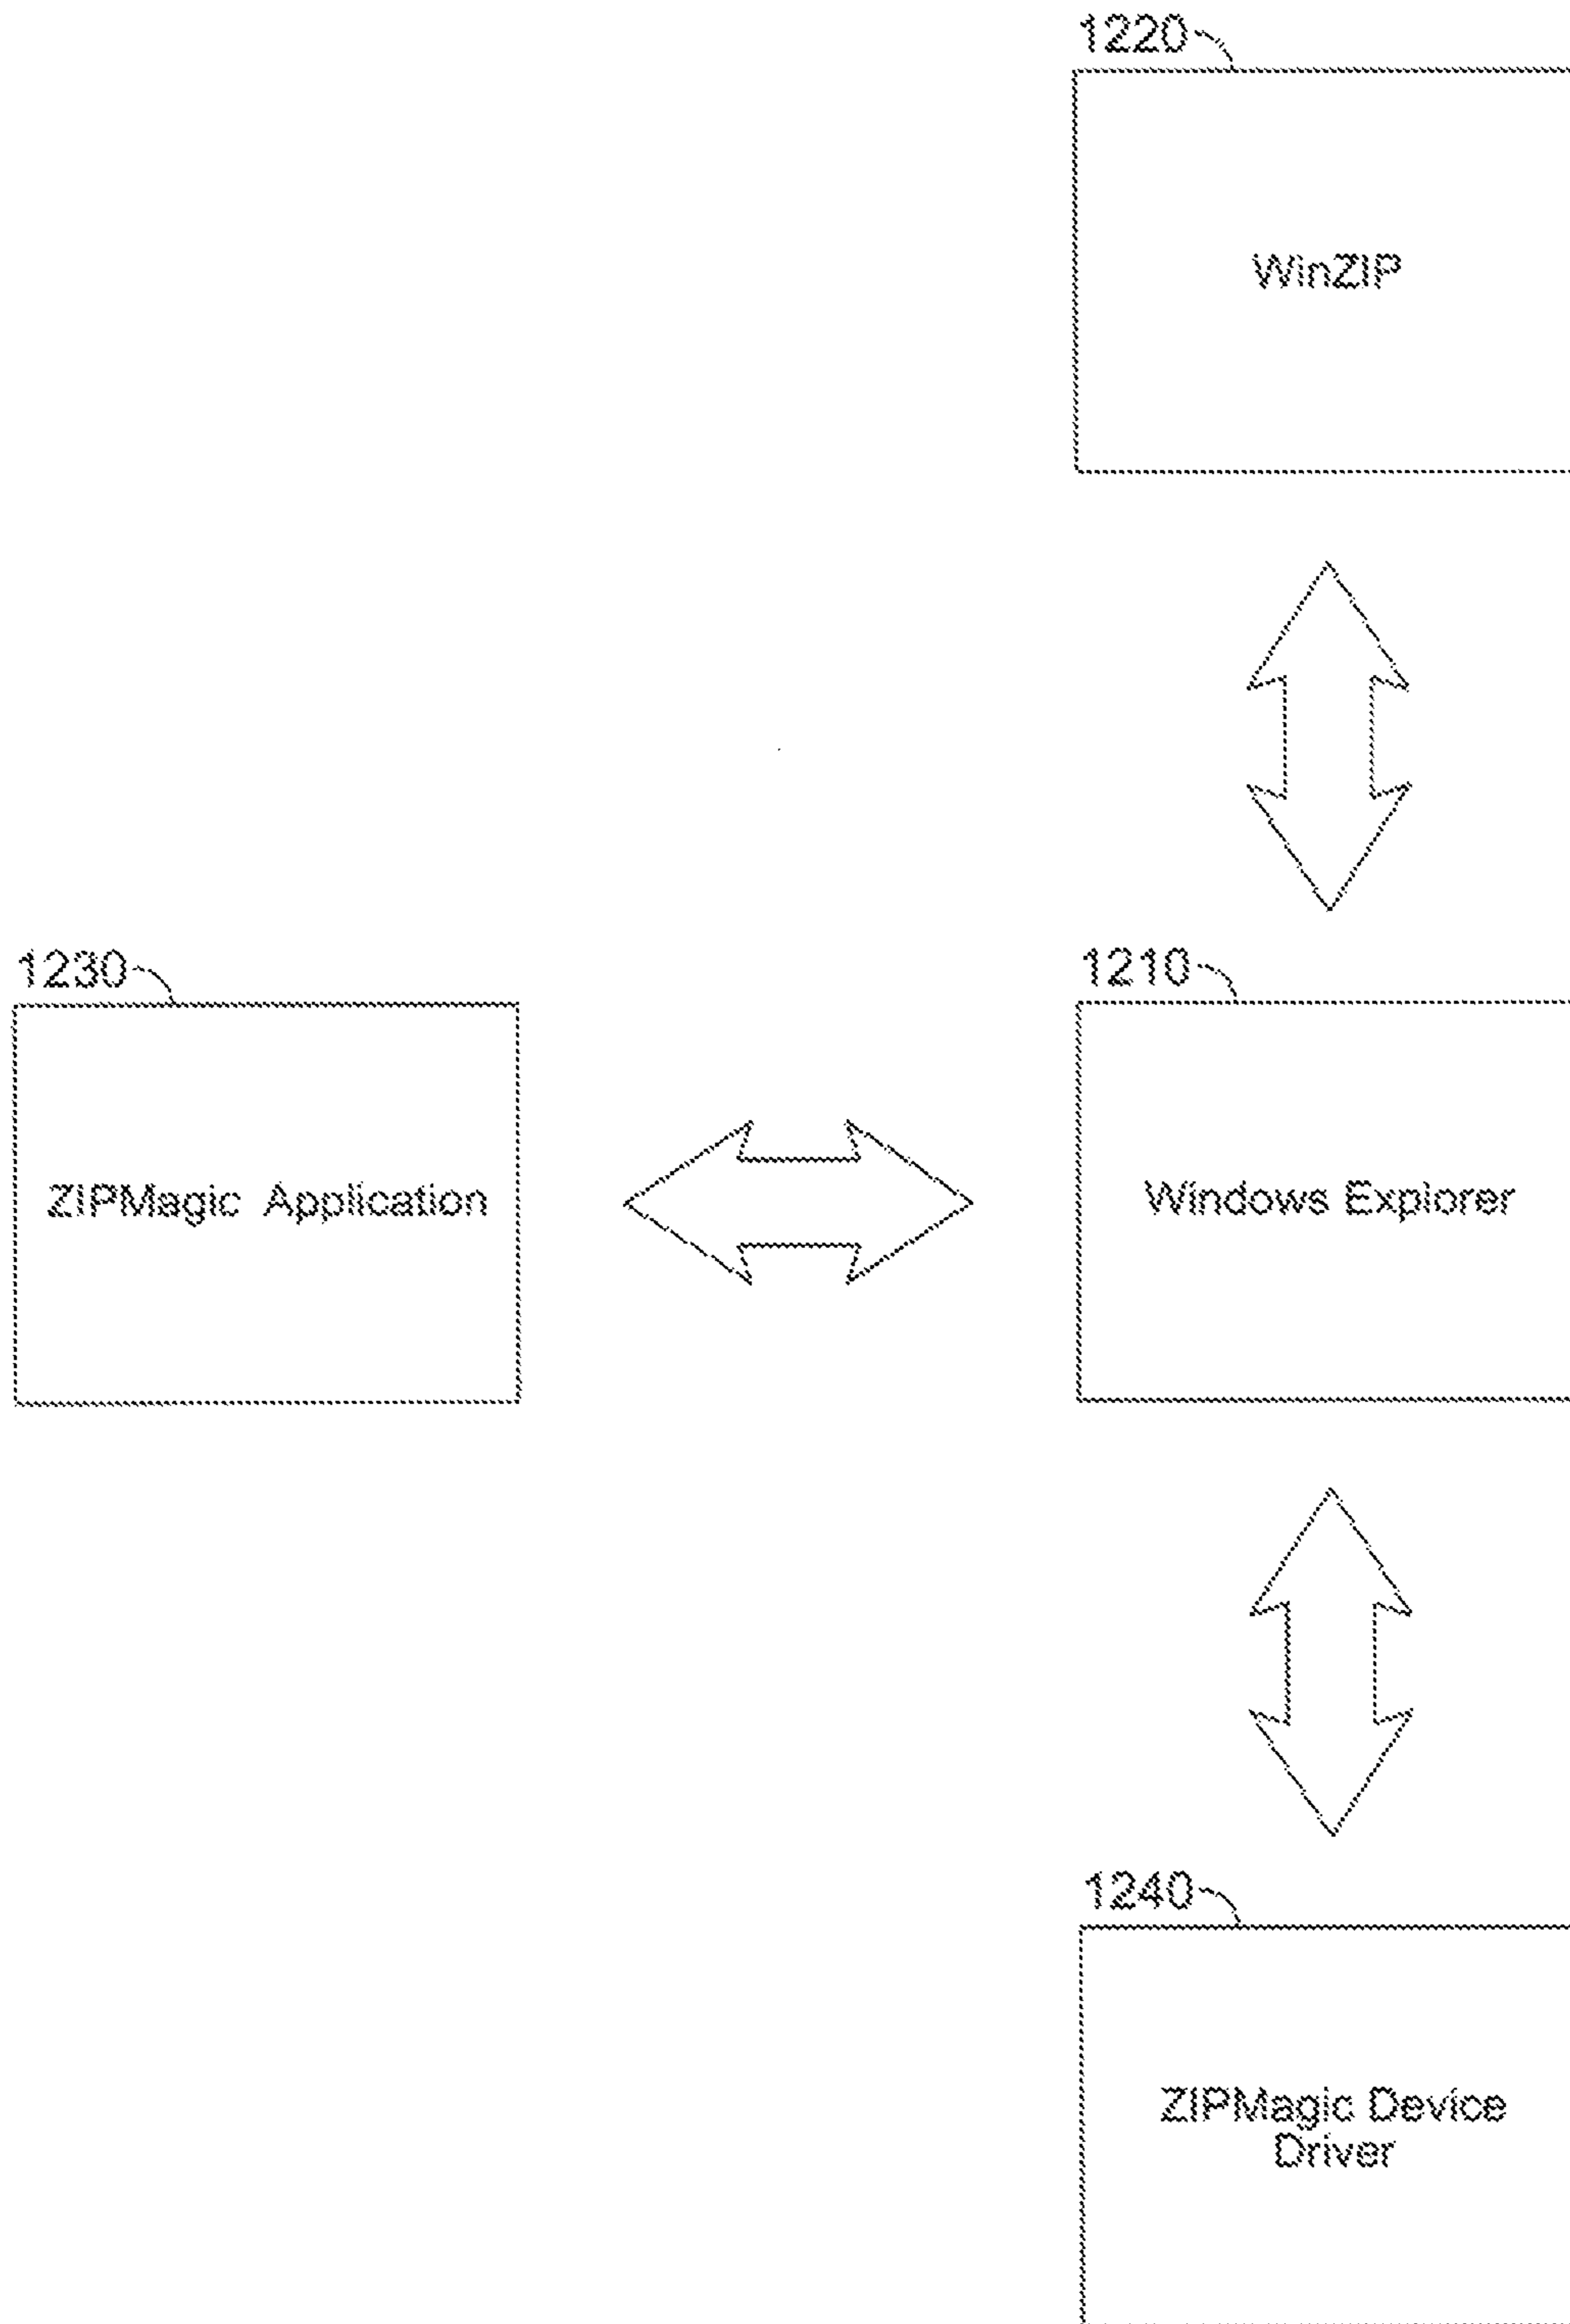 1220
WinZIP
1230
ZIPMagic Application
1210
Windows Explorer
1240
ZIPMagic Device
Driver